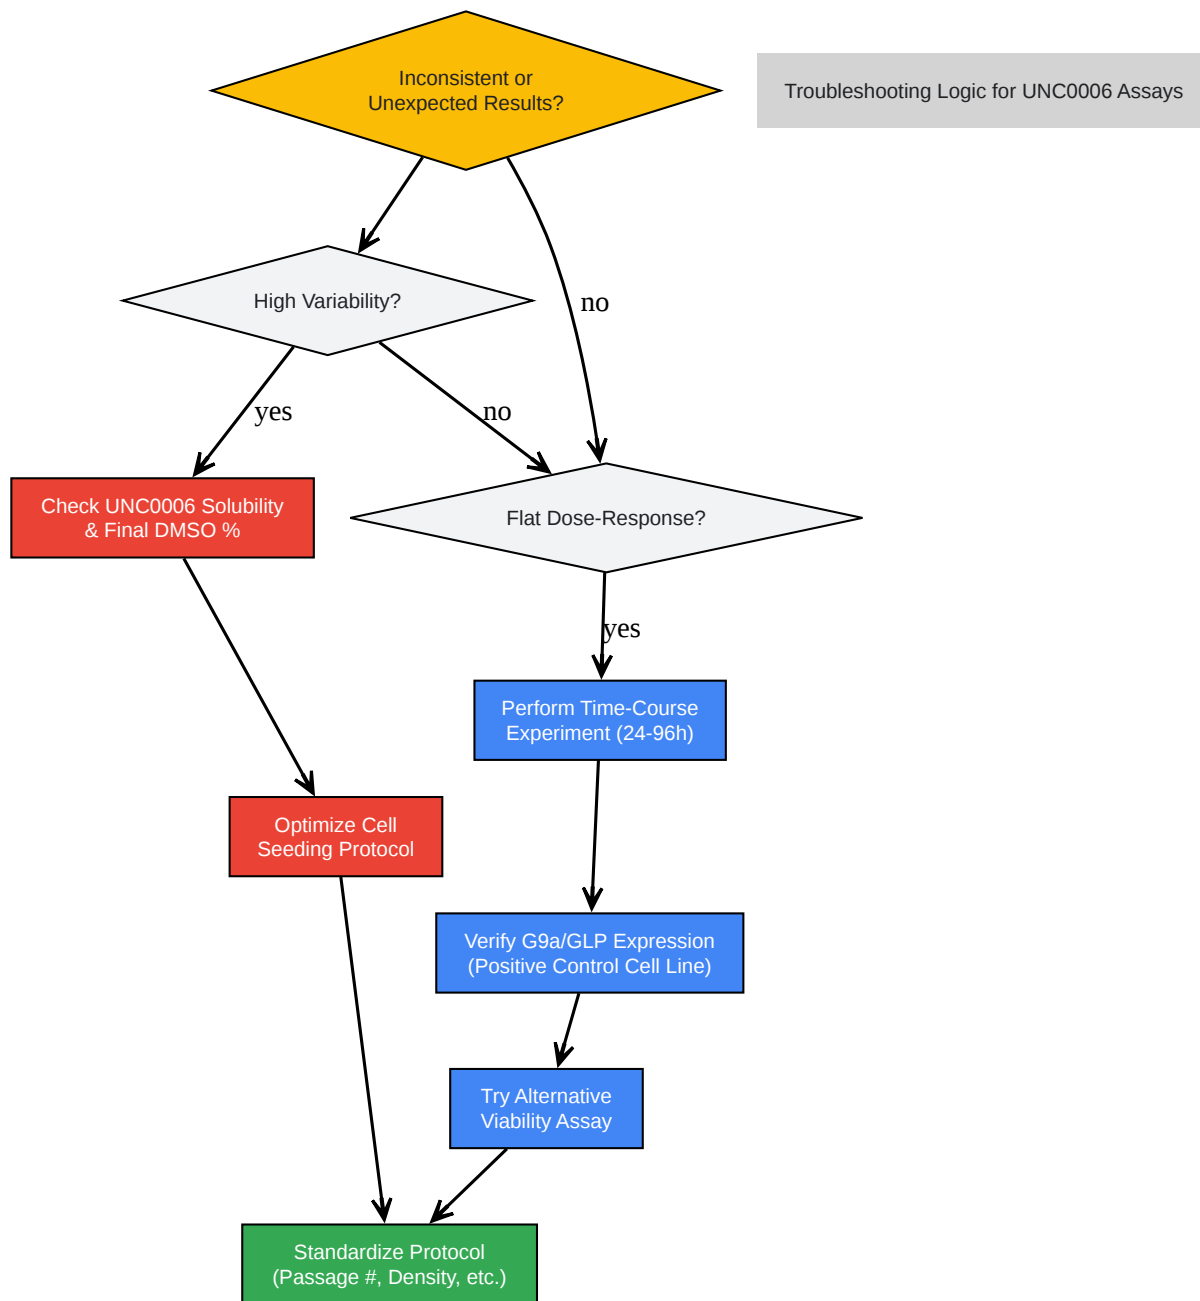 Inconsistent or
Unexpected Results?
Troubleshooting Logic for UNC0006 Assays
High Variability?
no
yes
no
Check UNC0006 Solubility
& Final DMSO %
Flat Dose-Response?
yes
Perform Time-Course
Experiment (24-96h)
Optimize Cell
Seeding Protocol
Verify G9a/GLP Expression
(Positive Control Cell Line)
Try Alternative
Viability Assay
Standardize Protocol
(Passage #, Density, etc.)